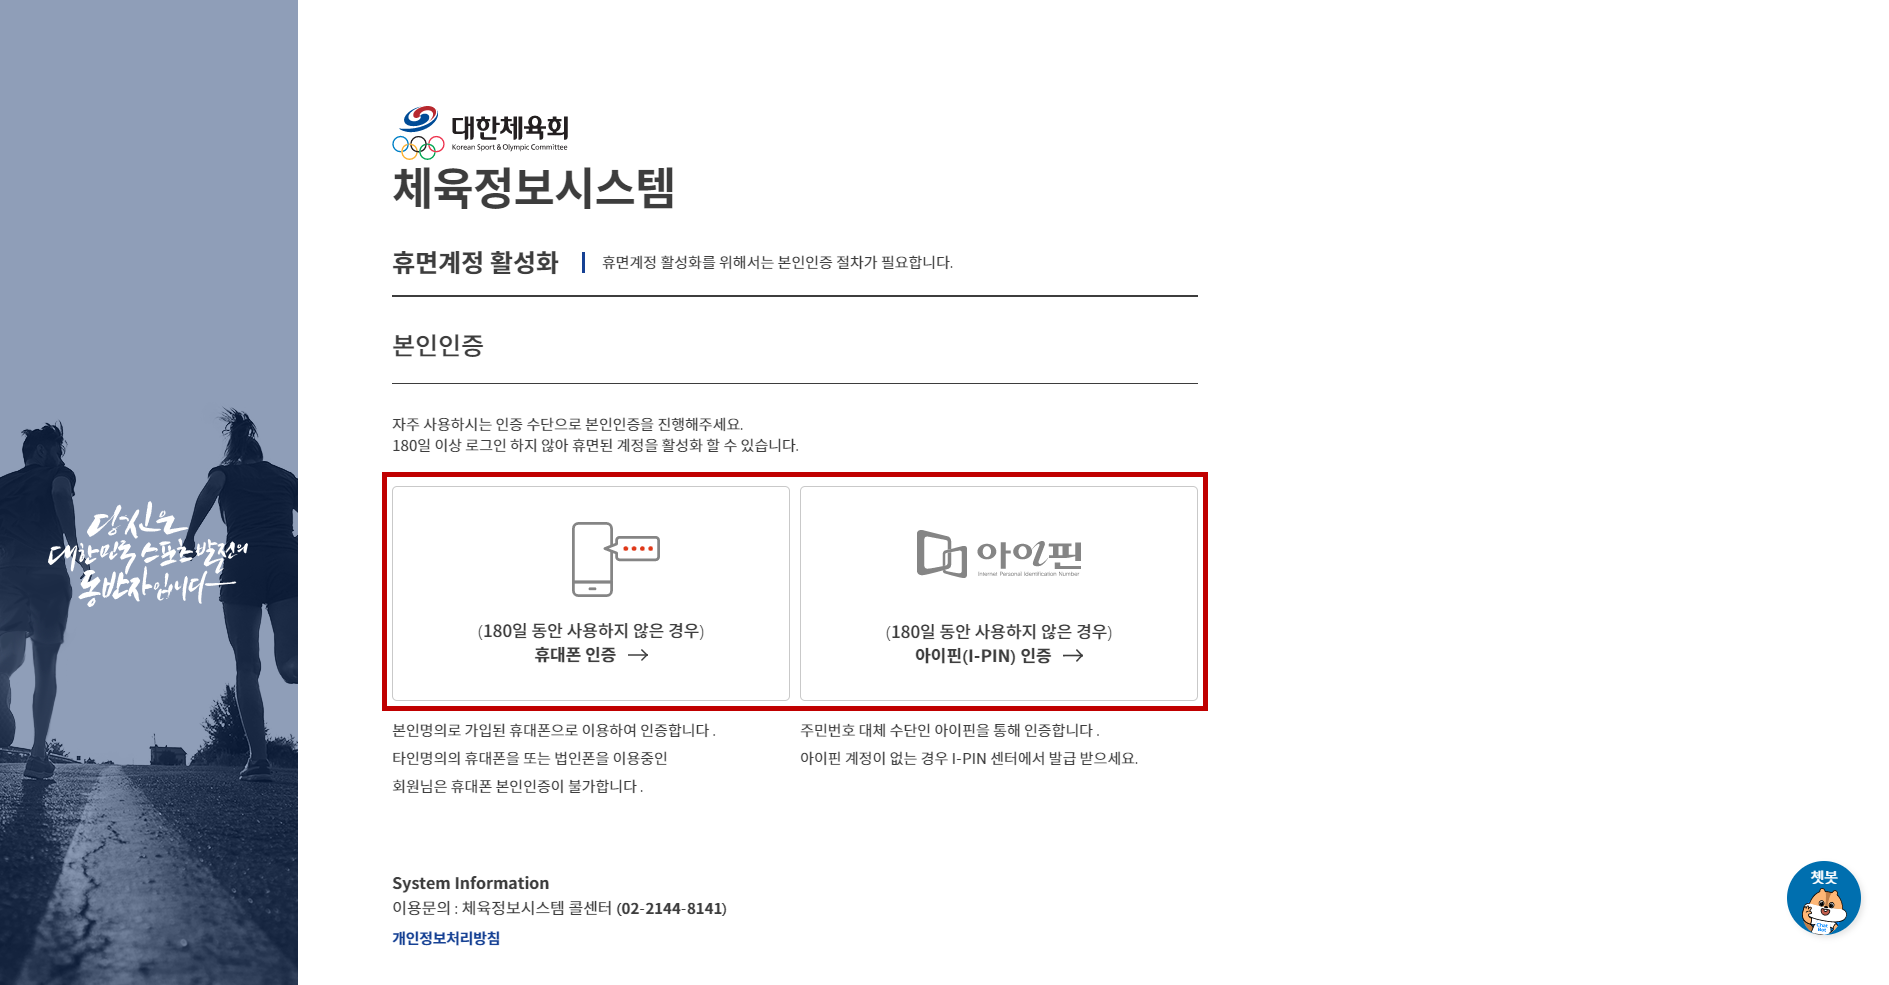 당신은
대한민국 스포츠 발전의
동반자입니다
대한체육회
Korean Sport & Olympic Committee
체육정보시스템
휴면계정 활성화
휴면계정 활성화를 위해서는 본인인증 절차가 필요합니다.
본인인증
자주 사용하시는 인증 수단으로 본인인증을 진행해주세요.
180일 이상 로그인 하지 않아 휴면된 계정을 활성화 할 수 있습니다.
(180일 동안 사용하지 않은 경우)
휴대폰 인증 →
본인명의로 가입된 휴대폰으로 이용하여 인증합니다 .
타인명의의 휴대폰을 또는 법인폰을 이용중인
회원님은 휴대폰 본인인증이 불가합니다 .
아이핀
Internet Personal Identification Number
(180일 동안 사용하지 않은 경우)
아이핀(I-PIN) 인증 →
주민번호 대체 수단인 아이핀을 통해 인증합니다 .
아이핀 계정이 없는 경우 I-PIN 센터에서 발급 받으세요.
System Information
이용문의 : 체육정보시스템 콜센터 (02-2144-8141)
개인정보처리방침
쳇봇
Chat
Bot